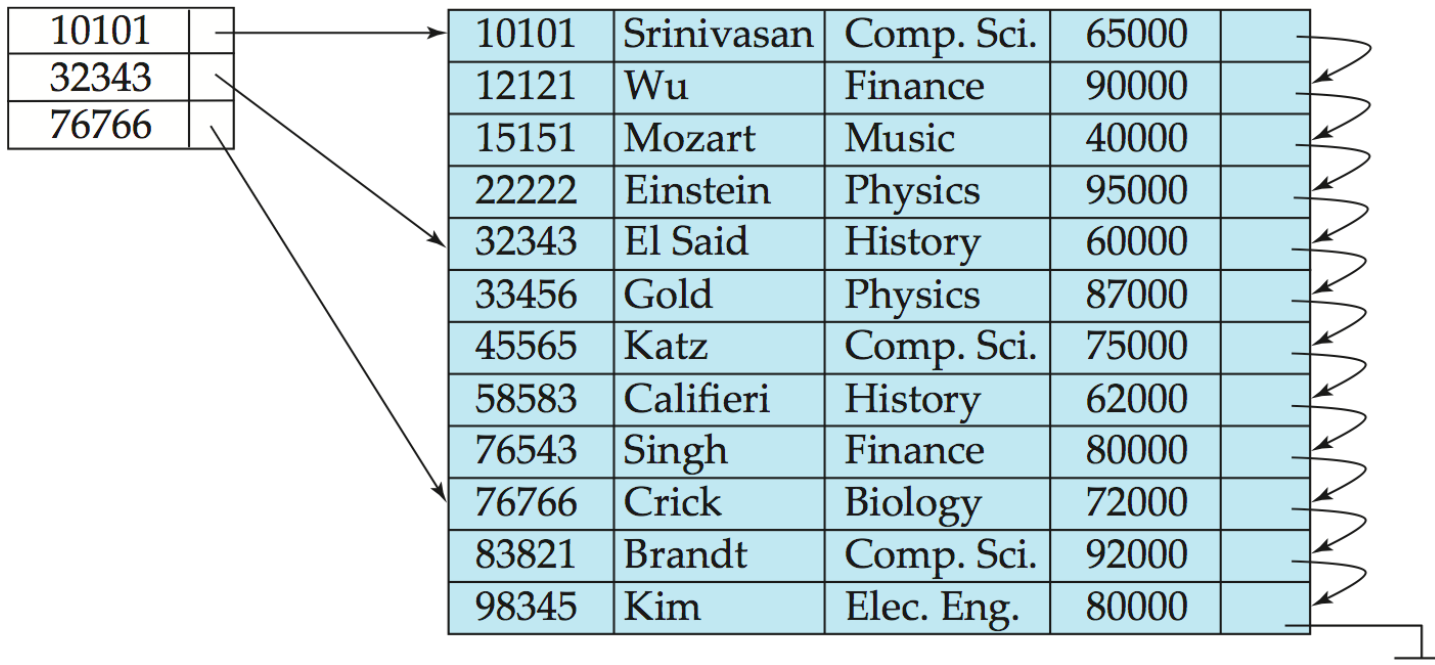 10101
32343
76766
10101 Srinivasan Comp. Sci. 65000
12121 Wu Finance 90000
15151 Mozart Music 40000
22222 Einstein Physics 95000
32343 El Said History 60000
33456 Gold Physics 87000
45565 Katz Comp. Sci. 75000
58583 Califieri History 62000
76543 Singh Finance 80000
76766 Crick Biology 72000
83821 Brandt Comp. Sci. 92000
98345 Kim Elec. Eng. 80000